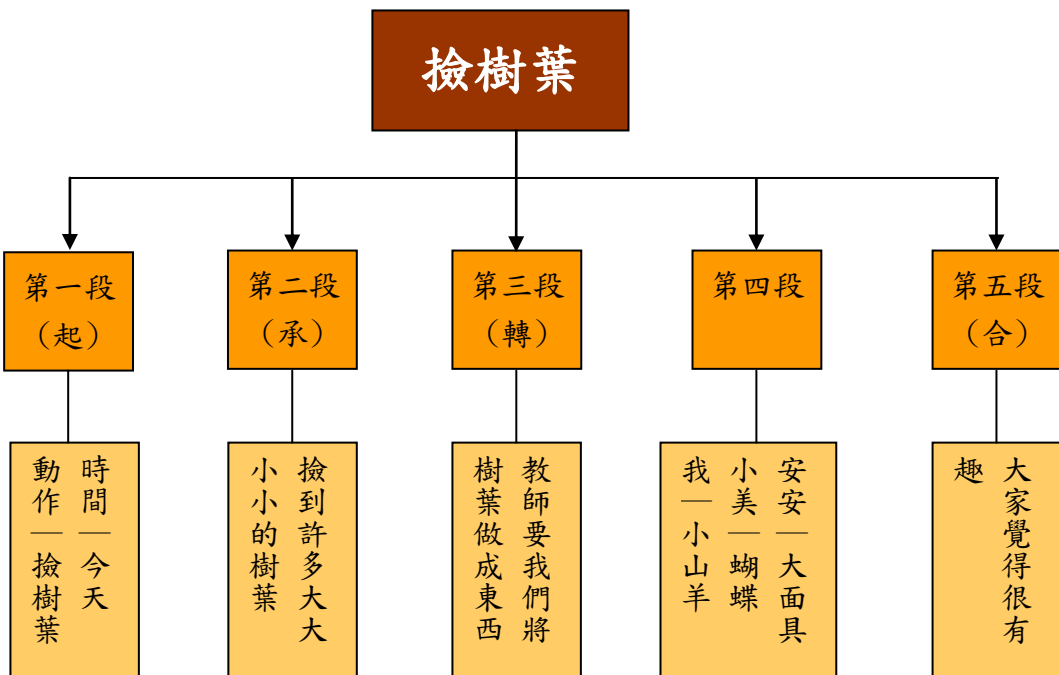 撿樹葉
第一段
（起）
第二段
（承）
第三段
（轉）
第四段
第五段
（合）
時間—今天
動作—撿樹葉
撿到許多大大
小小的樹葉
教師要我們將
樹葉做成東西
安安—大面具
小美—蝴蝶
我—小山羊
大家覺得很有
趣